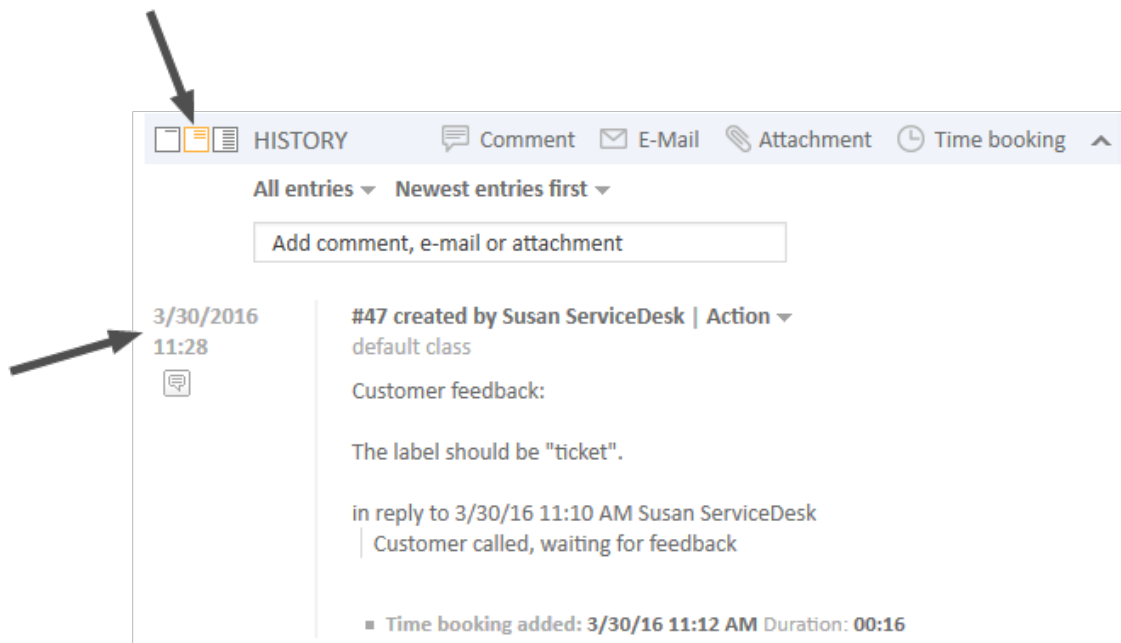 HISTORY Comment E-Mail Attachment Time booking
All entries Newest entries first
Add comment, e-mail or attachment
3/30/2016 #47 created by Susan ServiceDesk | Action
11:28 default class
Customer feedback:
The label should be "ticket".
in reply to 3/30/16 11:10 AM Susan ServiceDesk
Customer called, waiting for feedback
Time booking added: 3/30/16 11:12 AM Duration: 00:16